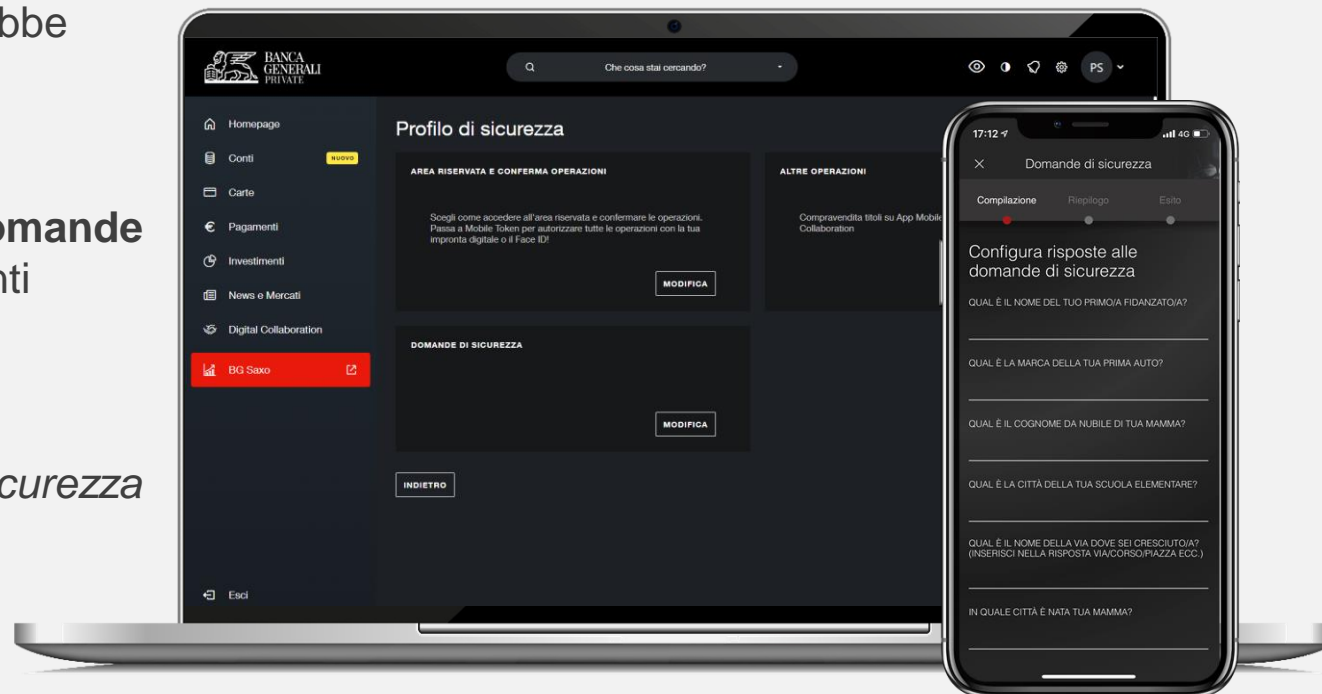 bbe
omande
nti
curezza
BANCA
GENERALI
PRIVATE
Che cosa stai cercando?
PS
Homepage
Conti NUOVO
Carte
Pagamenti
Investimenti
News e Mercati
Digital Collaboration
BG Saxo
Esci
Profilo di sicurezza
AREA RISERVATA E CONFERMA OPERAZIONI
Scegli come accedere all'area riservata e confermare le operazioni.
Passa a Mobile Token per autorizzare tutte le operazioni con la tua
impronta digitale o il Face ID!
MODIFICA
ALTRE OPERAZIONI
Compravendita titoli su App Mobile
Collaboration
DOMANDE DI SICUREZZA
MODIFICA
INDIETRO
17:12 4G
Domande di sicurezza
Compilazione Riepilogo Esito
Configura risposte alle
domande di sicurezza
QUAL È IL NOME DEL TUO PRIMO/A FIDANZATO/A?
QUAL È LA MARCA DELLA TUA PRIMA AUTO?
QUAL È IL COGNOME DA NUBILE DI TUA MAMMA?
QUAL È LA CITTÀ DELLA TUA SCUOLA ELEMENTARE?
QUAL È IL NOME DELLA VIA DOVE SEI CRESCIUTO/A?
(INSERISCI NELLA RISPOSTA VIA/CORSO/PIAZZA ECC.)
IN QUALE CITTÀ È NATA TUA MAMMA?